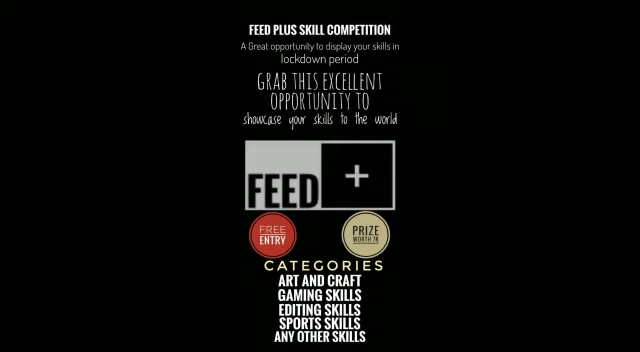 FEED PLUS SKILL COMPETITION
A Great opportunity to display your skills in
lockdown period
GRAB THIS EXCELLENT
OPPORTUNITY TO
showcase your skills to the world
FEED +
FREE
ENTRY
PRIZE
WORTH 7K
CATEGORIES
ART AND CRAFT
GAMING SKILLS
EDITING SKILLS
SPORTS SKILLS
ANY OTHER SKILLS